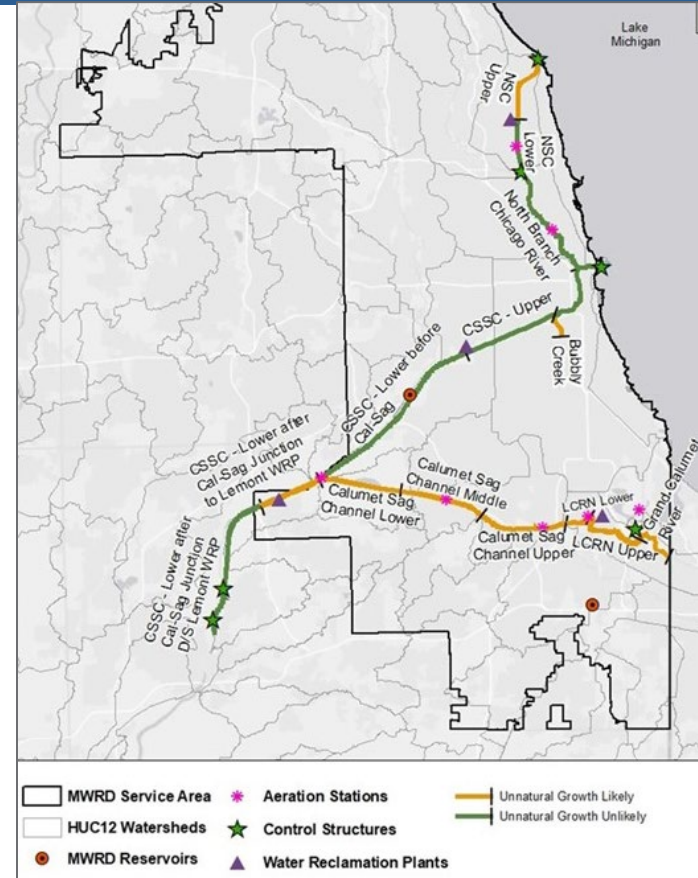 Lake
Michigan
NSC
Upper
NSC
Lower
North Branch
Chicago River
CSSC - Upper
Bubbly
Creek
CSSC - Lower before
Cal-Sag
CSSC - Lower after
Cal-Sag Junction
to Lemont WRP
Calumet Sag
Channel Lower
Calumet Sag
Channel Middle
Calumet Sag
Channel Upper
LCRN Lower
LCRN Upper
Grand Calumet
River
CSSC - Lower after
Cal-Sag Junction
D/S Lemont WRP
MWRD Service Area
HUC12 Watersheds
MWRD Reservoirs
Aeration Stations
Control Structures
Water Reclamation Plants
Unnatural Growth Likely
Unnatural Growth Unlikely